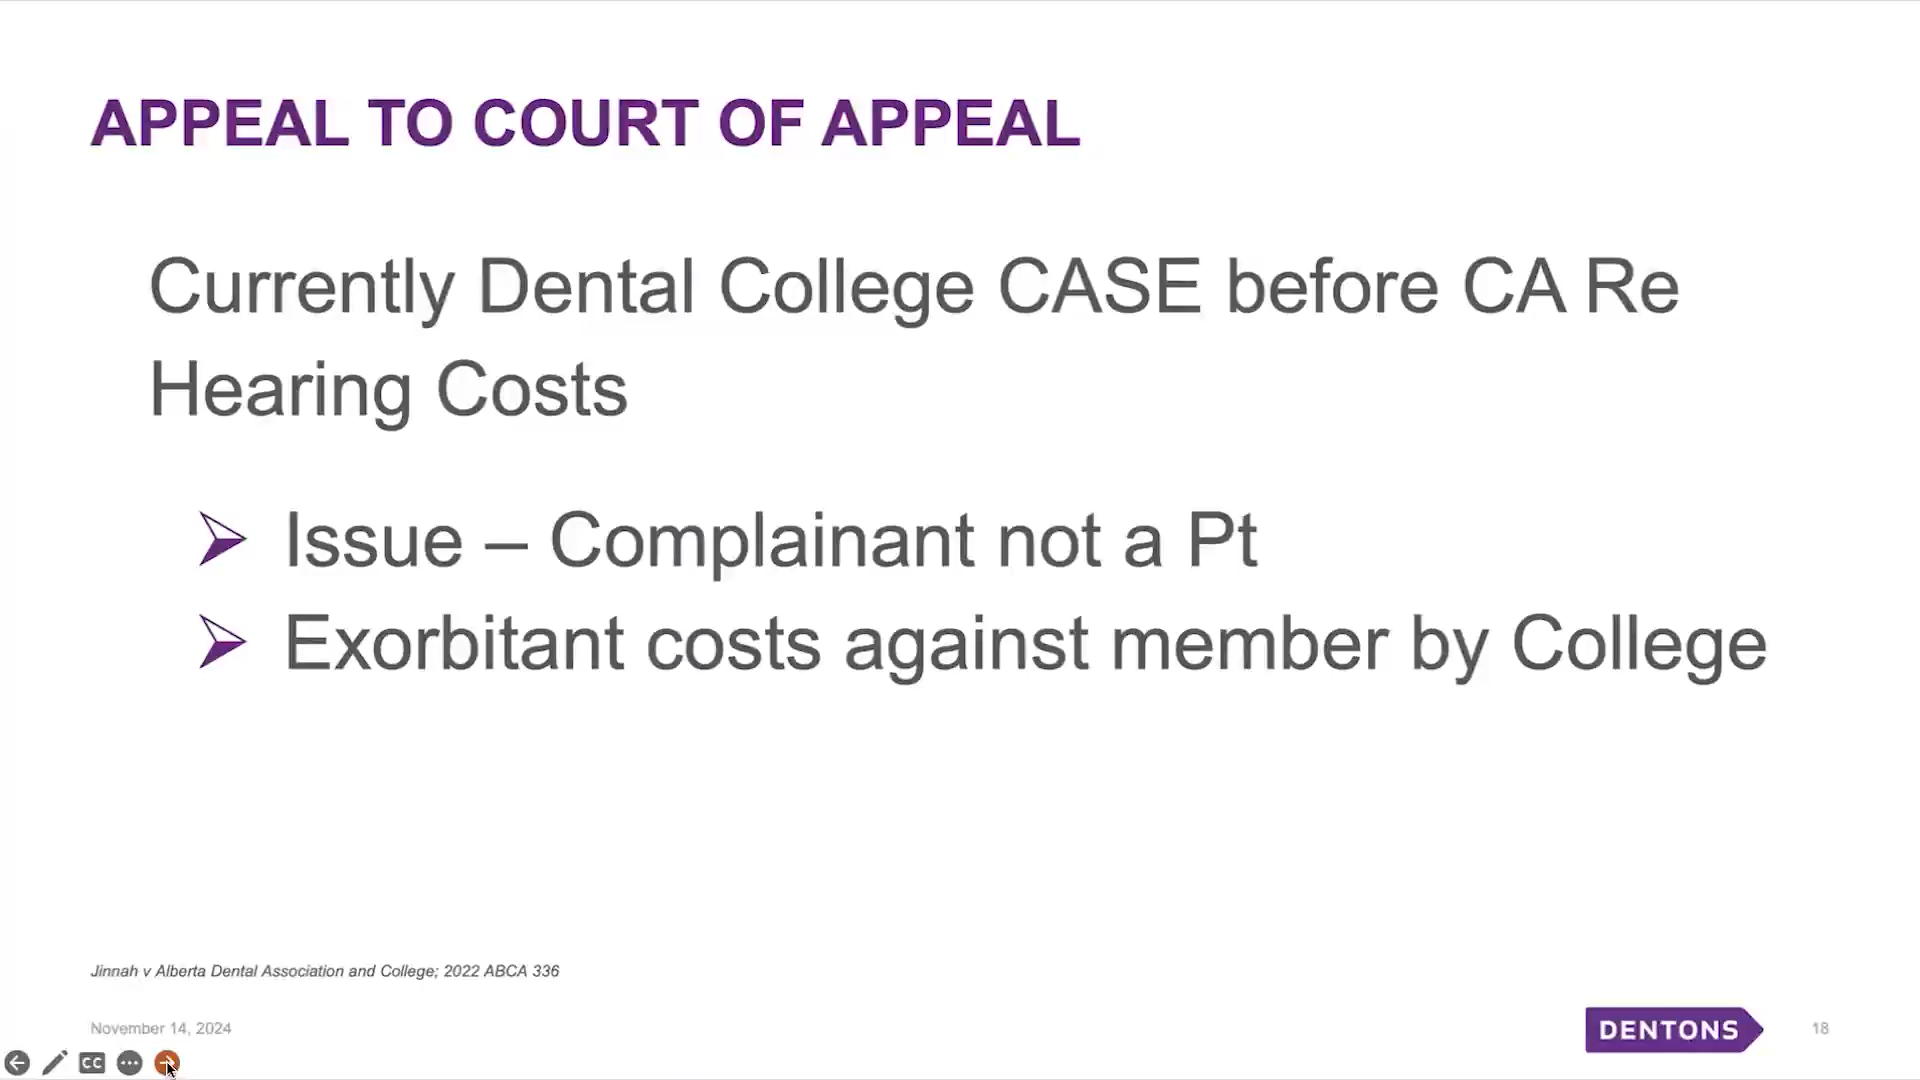 APPEAL TO COURT OF APPEAL
Currently Dental College CASE before CA Re
Hearing Costs
Issue – Complainant not a Pt
Exorbitant costs against member by College
Jinnah v Alberta Dental Association and College; 2022 ABCA 336
November 14, 2024
DENTONS
18
CC